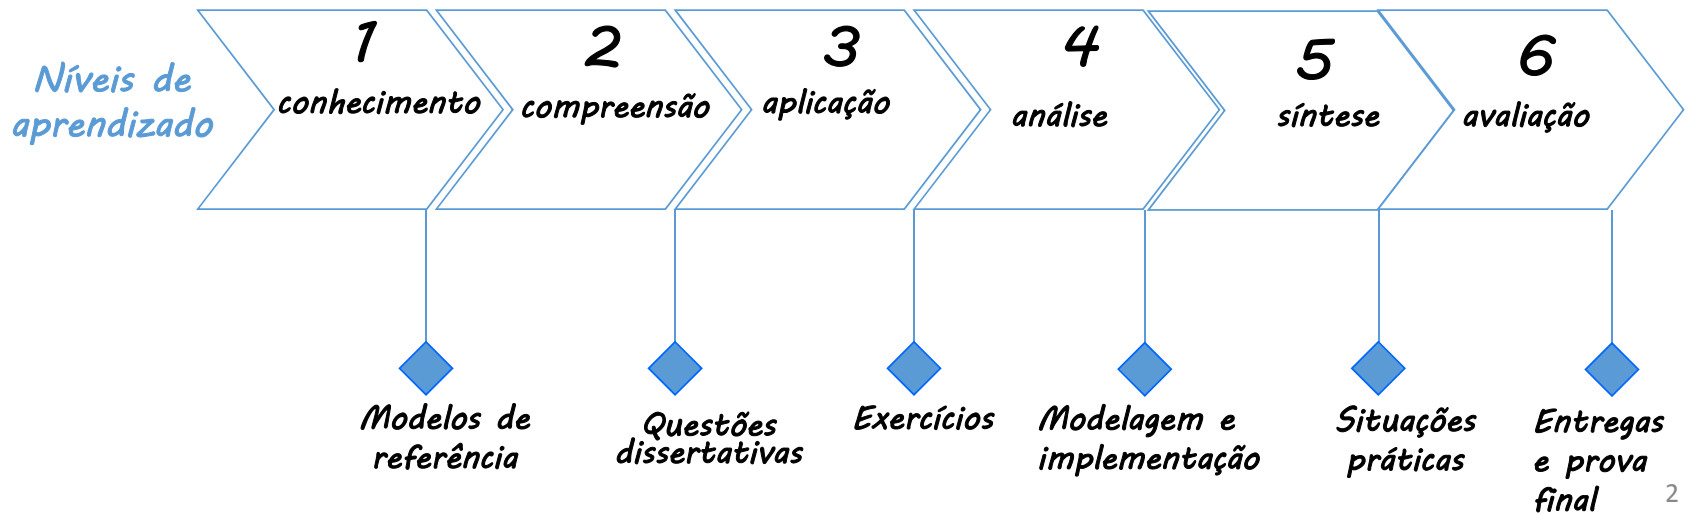 Níveis de
aprendizado
1
conhecimento
2
compreensão
3
aplicação
4
análise
5
síntese
6
avaliação
Modelos de
referência
Questões
dissertativas
Exercícios
Modelagem e
implementação
Situações
práticas
Entregas
e prova
final
2